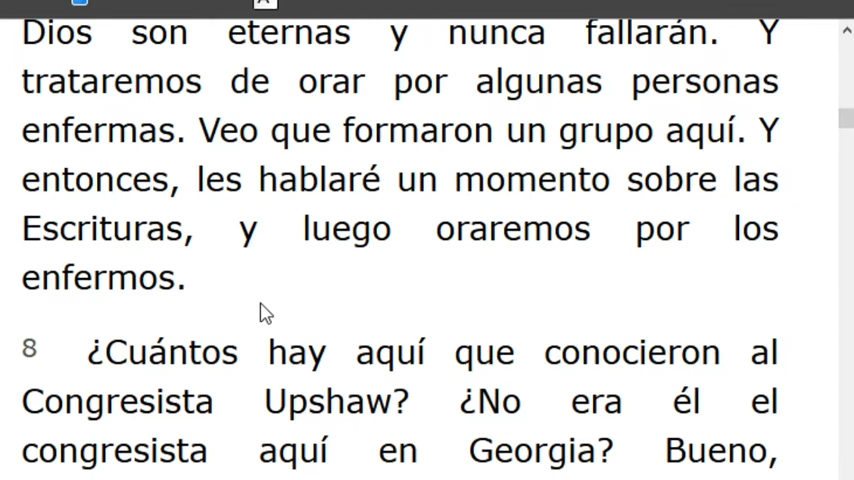 Dios son eternas y nunca fallarán. Y
trataremos de orar por algunas personas
enfermas. Veo que formaron un grupo aquí. Y
entonces, les hablaré un momento sobre las
Escrituras, y luego oraremos por los
enfermos.
8 ¿Cuántos hay aquí que conocieron al
Congresista Upshaw? ¿No era él el
congresista aquí en Georgia? Bueno,